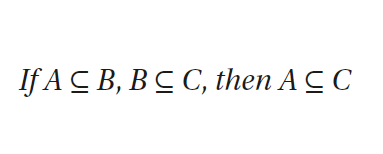 If A ⊆ B, B ⊆ C, then A ⊆ C